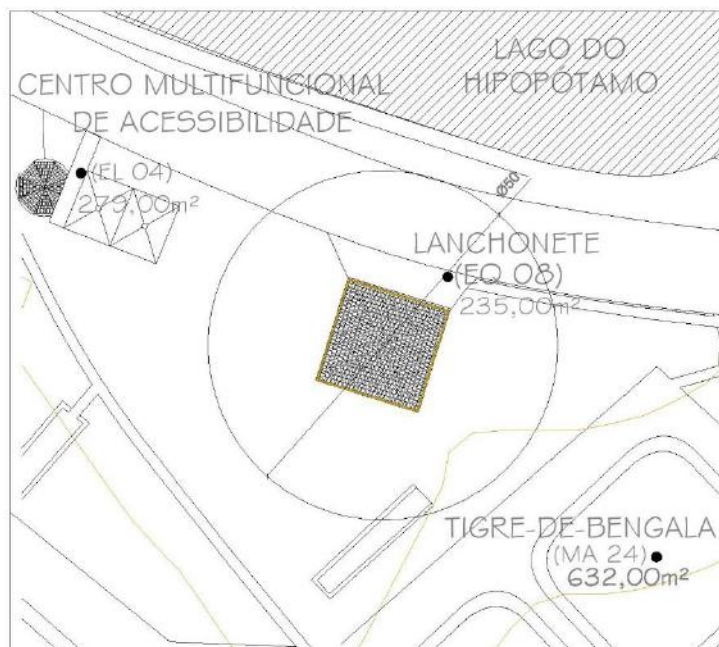 LAGO DO
HIPOPÓTAMO
CENTRO MULTIFUNCIONAL
DE ACESSIBILIDADE
(FL 04)
279,00m²
Ø50
LANCHONETE
(EQ 08)
235,00m²
TIGRE-DE-BENGALA
(MA 24)
632,00m²